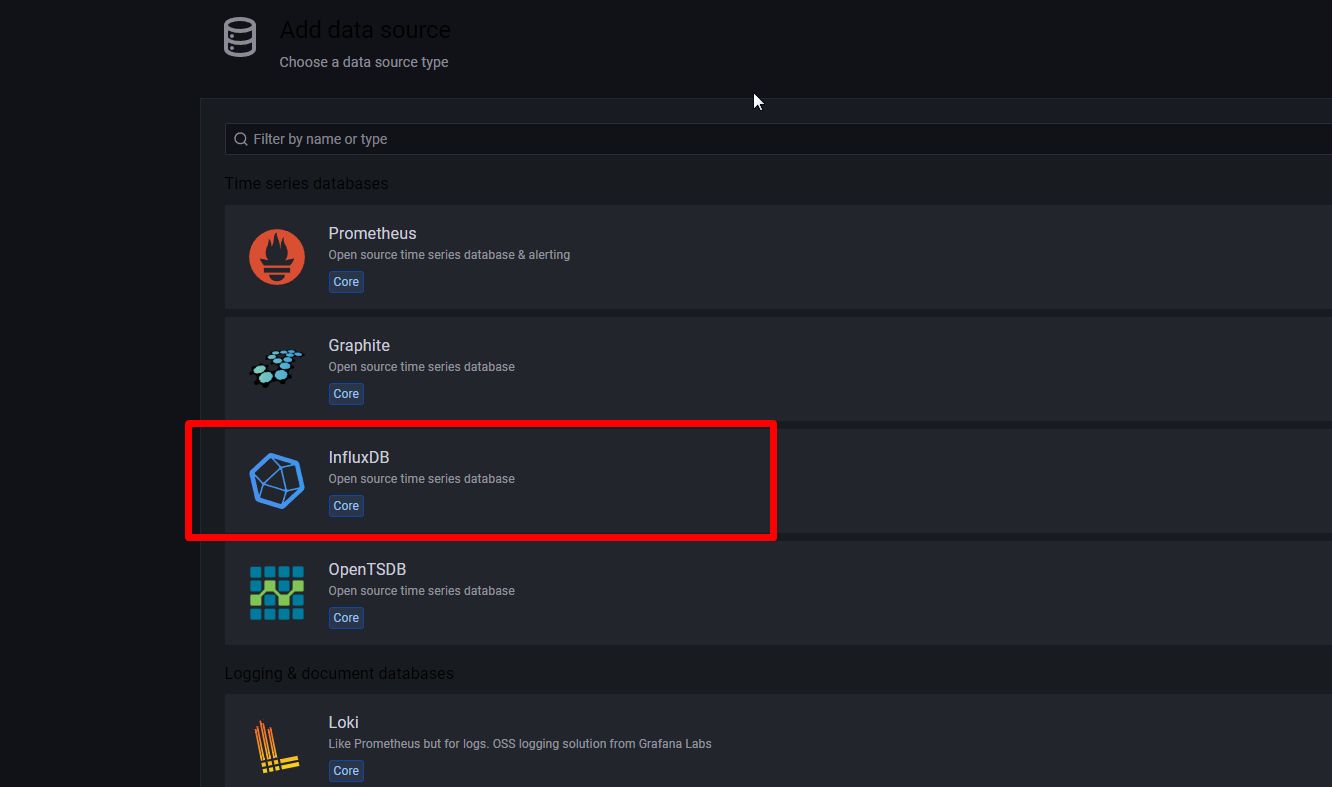 Add data source
Choose a data source type
Filter by name or type
Time series databases
Prometheus
Open source time series database & alerting
Core
Graphite
Open source time series database
Core
InfluxDB
Open source time series database
Core
OpenTSDB
Open source time series database
Core
Logging & document databases
Loki
Like Prometheus but for logs. OSS logging solution from Grafana Labs
Core